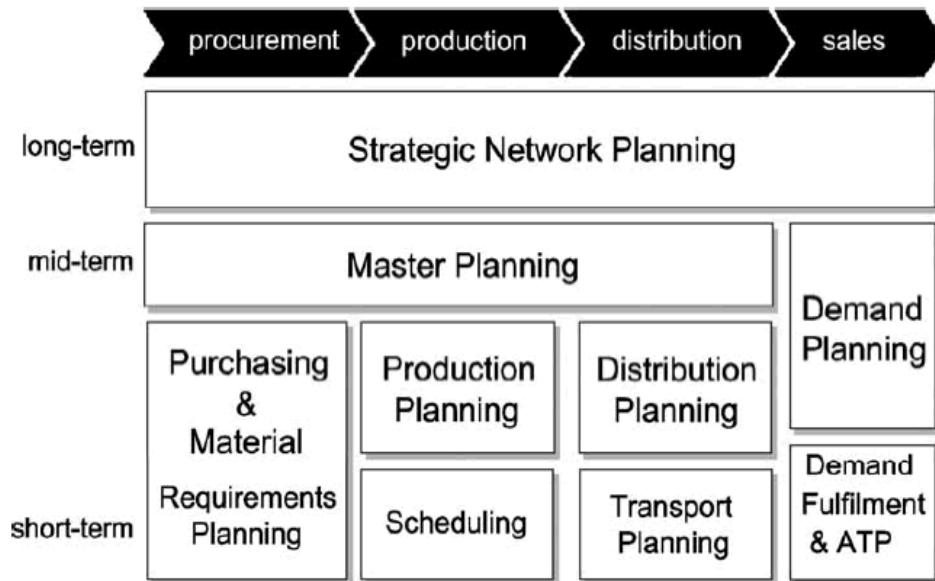 procurement
production
distribution
sales
long-term
Strategic Network Planning
mid-term
Master Planning
Demand
Planning
Purchasing
&
Material
Requirements
Planning
Production
Planning
Distribution
Planning
short-term
Scheduling
Transport
Planning
Demand
Fulfilment
& ATP